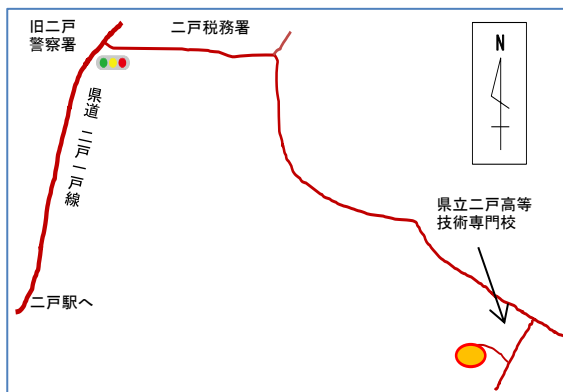 旧二戸
警察署
二戸税務署
N
県道 二戸一戸線
県立二戸高等
技術専門校
二戸駅へ